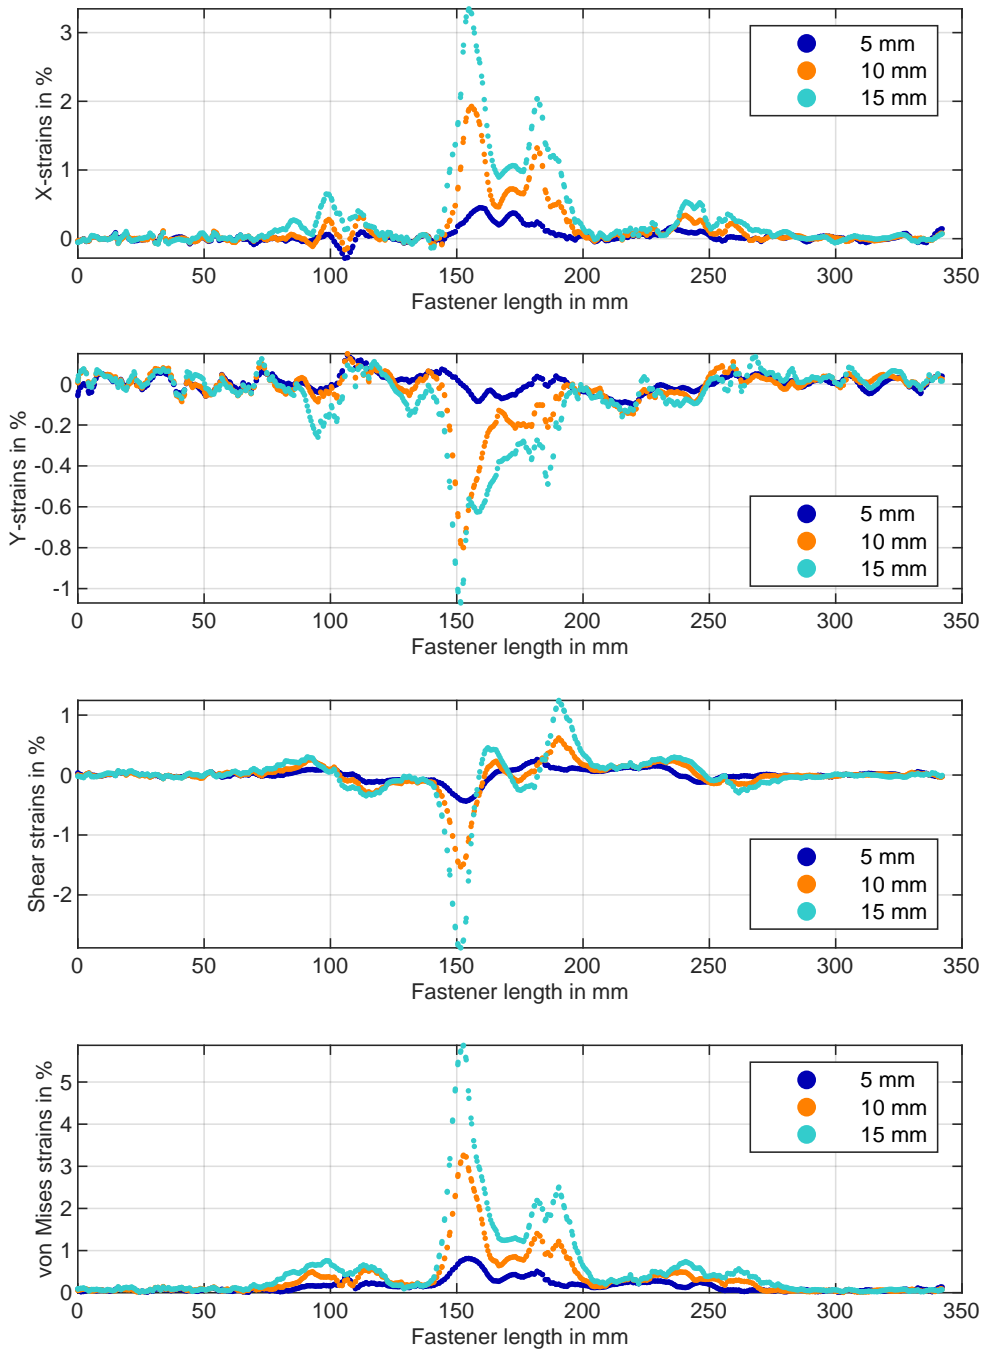 X-strains in %
3
2
1
0
5 mm
10 mm
15 mm
0 50 100 150 200 250 300 350
Fastener length in mm
Y-strains in %
0
-0.2
-0.4
-0.6
-0.8
-1
5 mm
10 mm
15 mm
0 50 100 150 200 250 300 350
Fastener length in mm
Shear strains in %
1
0
-1
-2
5 mm
10 mm
15 mm
0 50 100 150 200 250 300 350
Fastener length in mm
von Mises strains in %
5
4
3
2
1
0
5 mm
10 mm
15 mm
0 50 100 150 200 250 300 350
Fastener length in mm